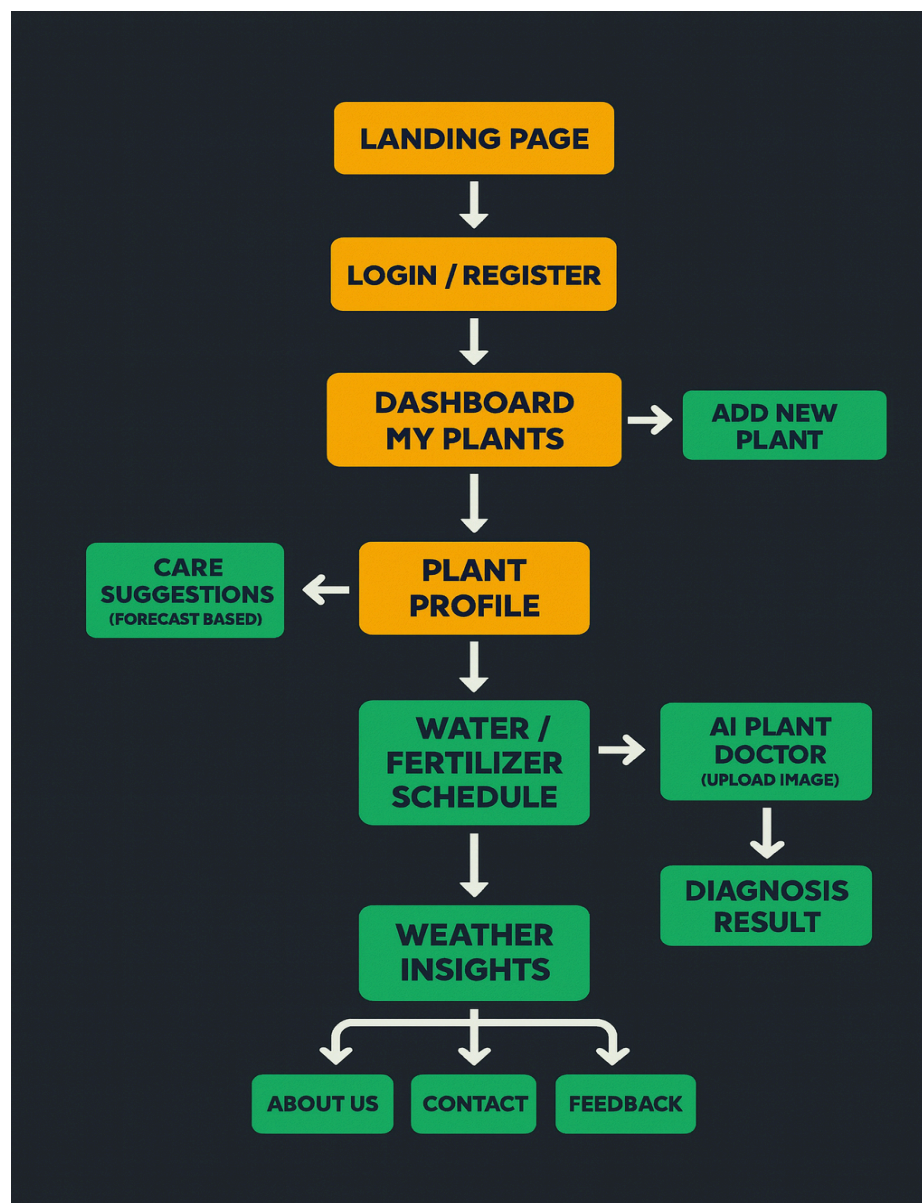 LANDING PAGE
LOGIN / REGISTER
DASHBOARD
MY PLANTS
ADD NEW
PLANT
CARE
SUGGESTIONS
(FORECAST BASED)
PLANT
PROFILE
WATER /
FERTILIZER
SCHEDULE
AI PLANT
DOCTOR
(UPLOAD IMAGE)
DIAGNOSIS
RESULT
WEATHER
INSIGHTS
ABOUT US
CONTACT
FEEDBACK